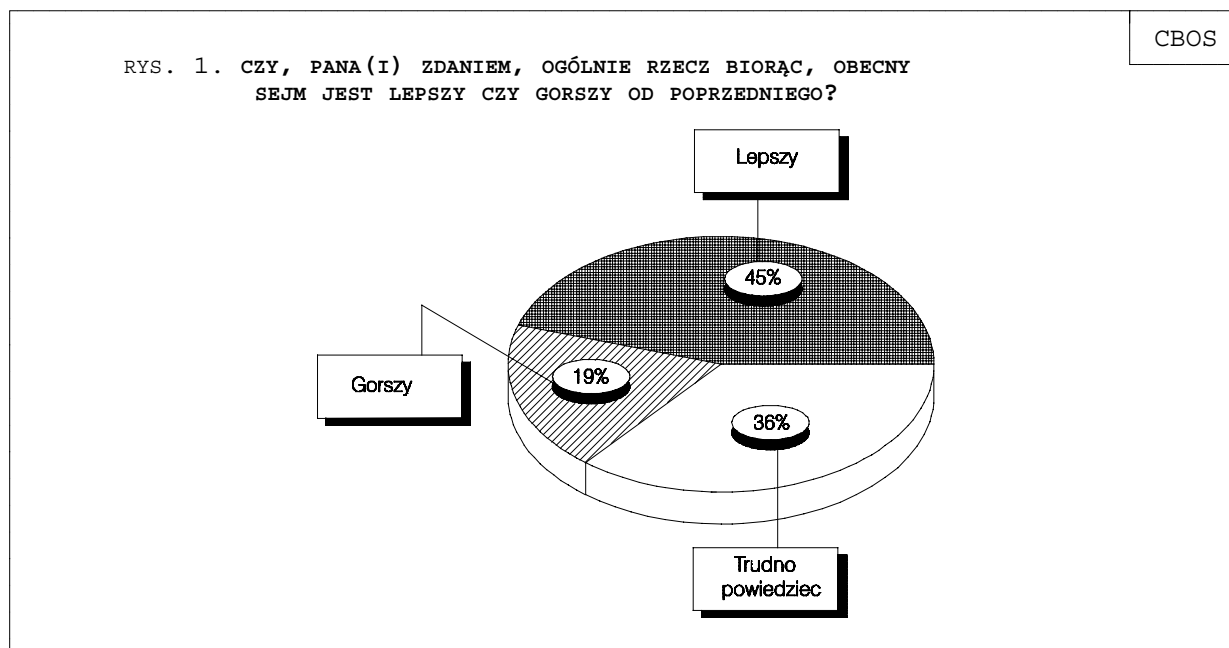 CBOS
RYS. 1. CZY, PANA(I) ZDANIEM, OGÓLNIE RZECZ BIORĄC, OBECNY
SEJM JEST LEPSZY CZY GORSZY OD POPRZEDNIEGO?
Lepszy
45%
Gorszy
19%
36%
Trudno
powiedziec